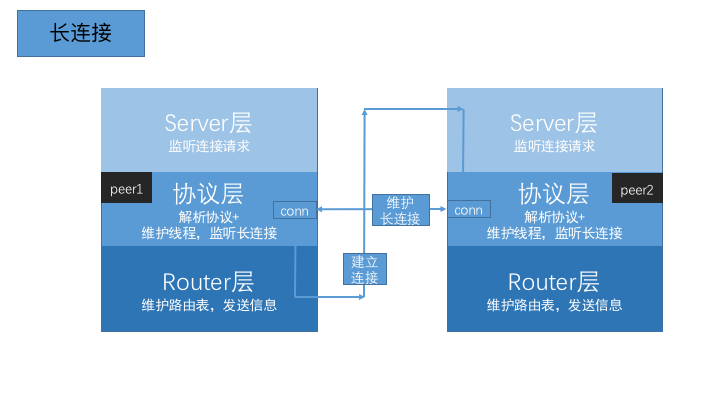 长连接
Server层
监听连接请求
peer1
协议层
解析协议+
维护线程，监听长连接
conn
Router层
维护路由表，发送信息
维护
长连接
建立
连接
Server层
监听连接请求
peer2
协议层
解析协议+
维护线程，监听长连接
conn
Router层
维护路由表，发送信息